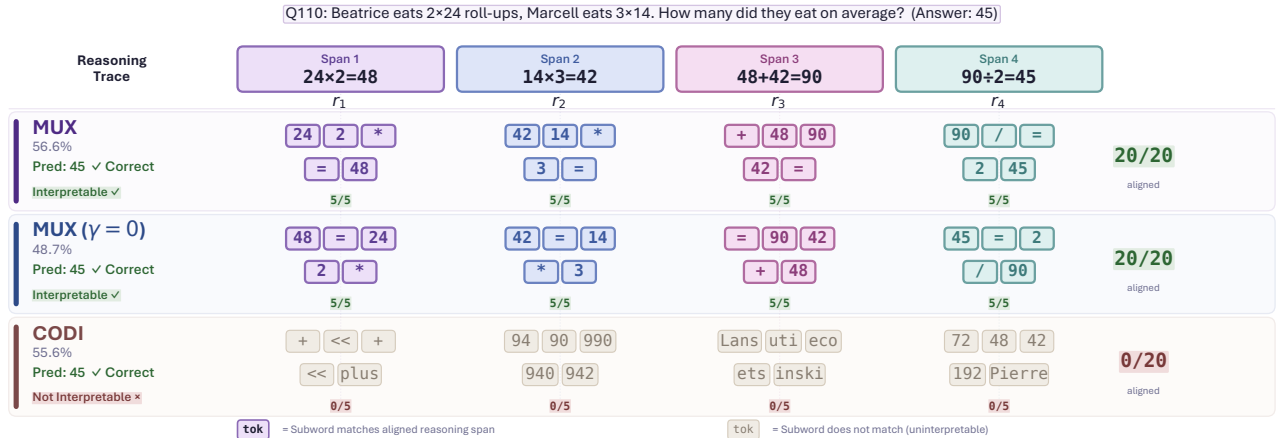 Q110: Beatrice eats 2×24 roll-ups, Marcell eats 3×14. How many did they eat on average? (Answer: 45)
Reasoning Trace
Span 1
24×2=48
r1
Span 2
14×3=42
r2
Span 3
48+42=90
r3
Span 4
90÷2=45
r4
MUX
56.6%
Pred: 45 ✓ Correct
Interpretable ✓
24 2 *
= 48
5/5
42 14 *
3 =
5/5
+ 48 90
42 =
5/5
90 / =
2 45
5/5
20/20
aligned
MUX (γ = 0)
48.7%
Pred: 45 ✓ Correct
Interpretable ✓
48 = 24
2 *
5/5
42 = 14
* 3
5/5
= 90 42
+ 48
5/5
45 = 2
/ 90
5/5
20/20
aligned
CODI
55.6%
Pred: 45 ✓ Correct
Not Interpretable ×
+ << +
<< plus
0/5
94 90 990
940 942
0/5
Lans uti eco
ets inski
0/5
72 48 42
192 Pierre
0/5
0/20
aligned
tok = Subword matches aligned reasoning span
tok = Subword does not match (uninterpretable)